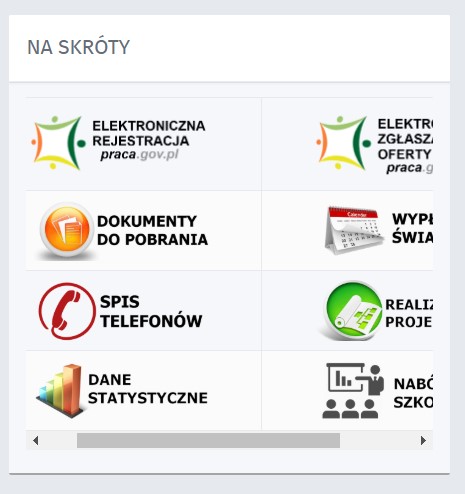 NA SKRÓTY
ELEKTRONICZNA
REJESTRACJA
praca.gov.pl
ELEKTR
ZGŁASZA
OFERTY
praca.g
DOKUMENTY
DO POBRANIA
Calendar
WYPŁ
ŚWIA
SPIS
TELEFONÓW
REALIZ
PROJE
DANE
STATYSTYCZNE
NABÓ
SZKO